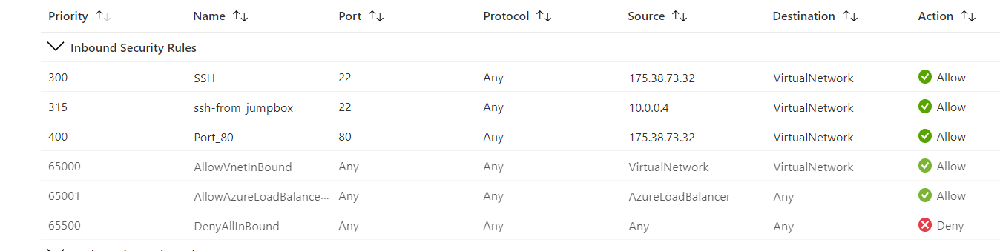 Priority Name Port Protocol Source Destination Action
Inbound Security Rules
300 SSH 22 Any 175.38.73.32 VirtualNetwork Allow
315 ssh-from_jumpbox 22 Any 10.0.0.4 VirtualNetwork Allow
400 Port_80 80 Any 175.38.73.32 VirtualNetwork Allow
65000 AllowVnetInBound Any Any VirtualNetwork VirtualNetwork Allow
65001 AllowAzureLoadBalance... Any Any AzureLoadBalancer Any Allow
65500 DenyAllInBound Any Any Any Any Deny